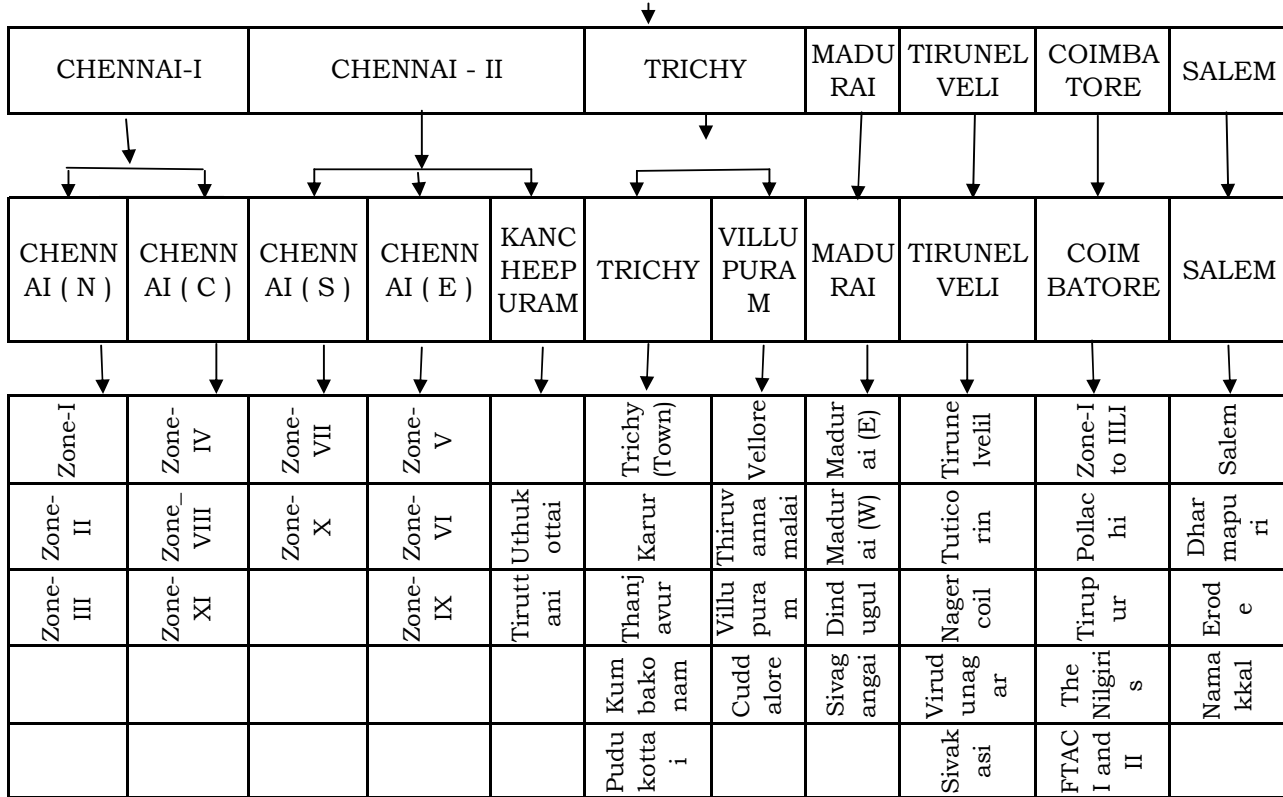 CHENNAI-I
CHENNAI - II
TRICHY
MADU
RAI
TIRUNEL
VELI
COIMBA
TORE
SALEM
CHENN
AI ( N )
CHENN
AI ( C )
CHENN
AI ( S )
CHENN
AI ( E )
KANC
HEEP
URAM
TRICHY
VILLU
PURA
M
MADU
RAI
TIRUNEL
VELI
COIM
BATORE
SALEM
Zone-I
Zone-
IV
Zone-
VII
Zone-
V
Trichy
(Town)
Vellore
Madur
ai (E)
Tirune
lvelil
Zone-I
to IILI
Salem
Zone-
II
Zone_
VIII
Zone-
X
Zone-
VI
Uthuk
ottai
Karur
Thiruv
anna
malai
Madur
ai (W)
Tutico
rin
Pollac
hi
Dhar
mapu
ri
Zone-
III
Zone-
XI
Zone-
IX
Tirutt
ani
Thanj
avur
Villu
pura
m
Dind
ugul
Nager
coil
Tirup
ur
Erod
e
Kum
bako
nam
Cudd
alore
Sivag
angai
Virud
unag
ar
The
Nilgiri
s
Nama
kkal
Pudu
kotta
i
Sivak
asi
FTAC
I and
II